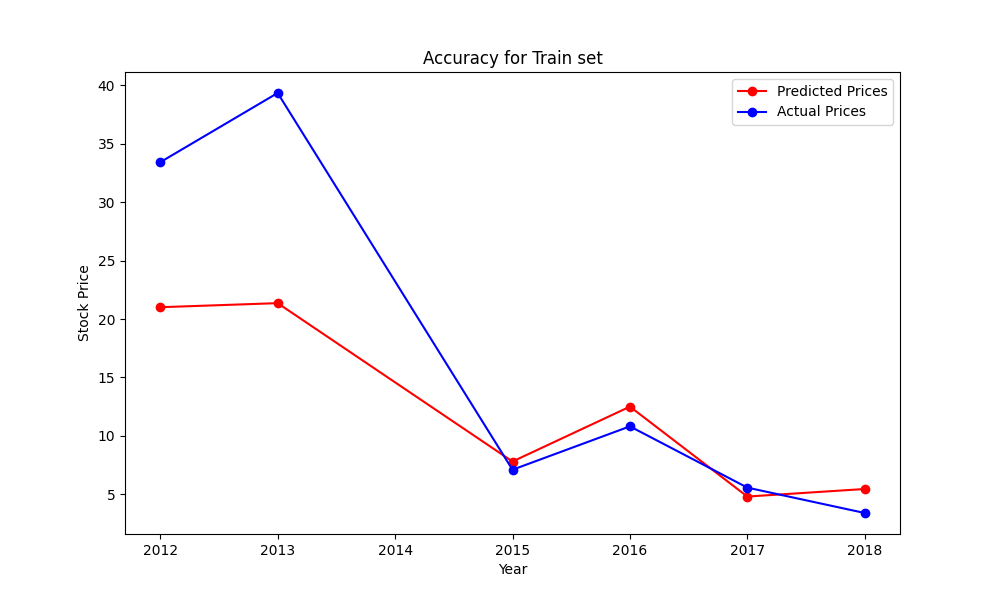 Accuracy for Train set
Predicted Prices
Actual Prices
40
35
30
25
20
15
10
5
Stock Price
2012 2013 2014 2015 2016 2017 2018
Year